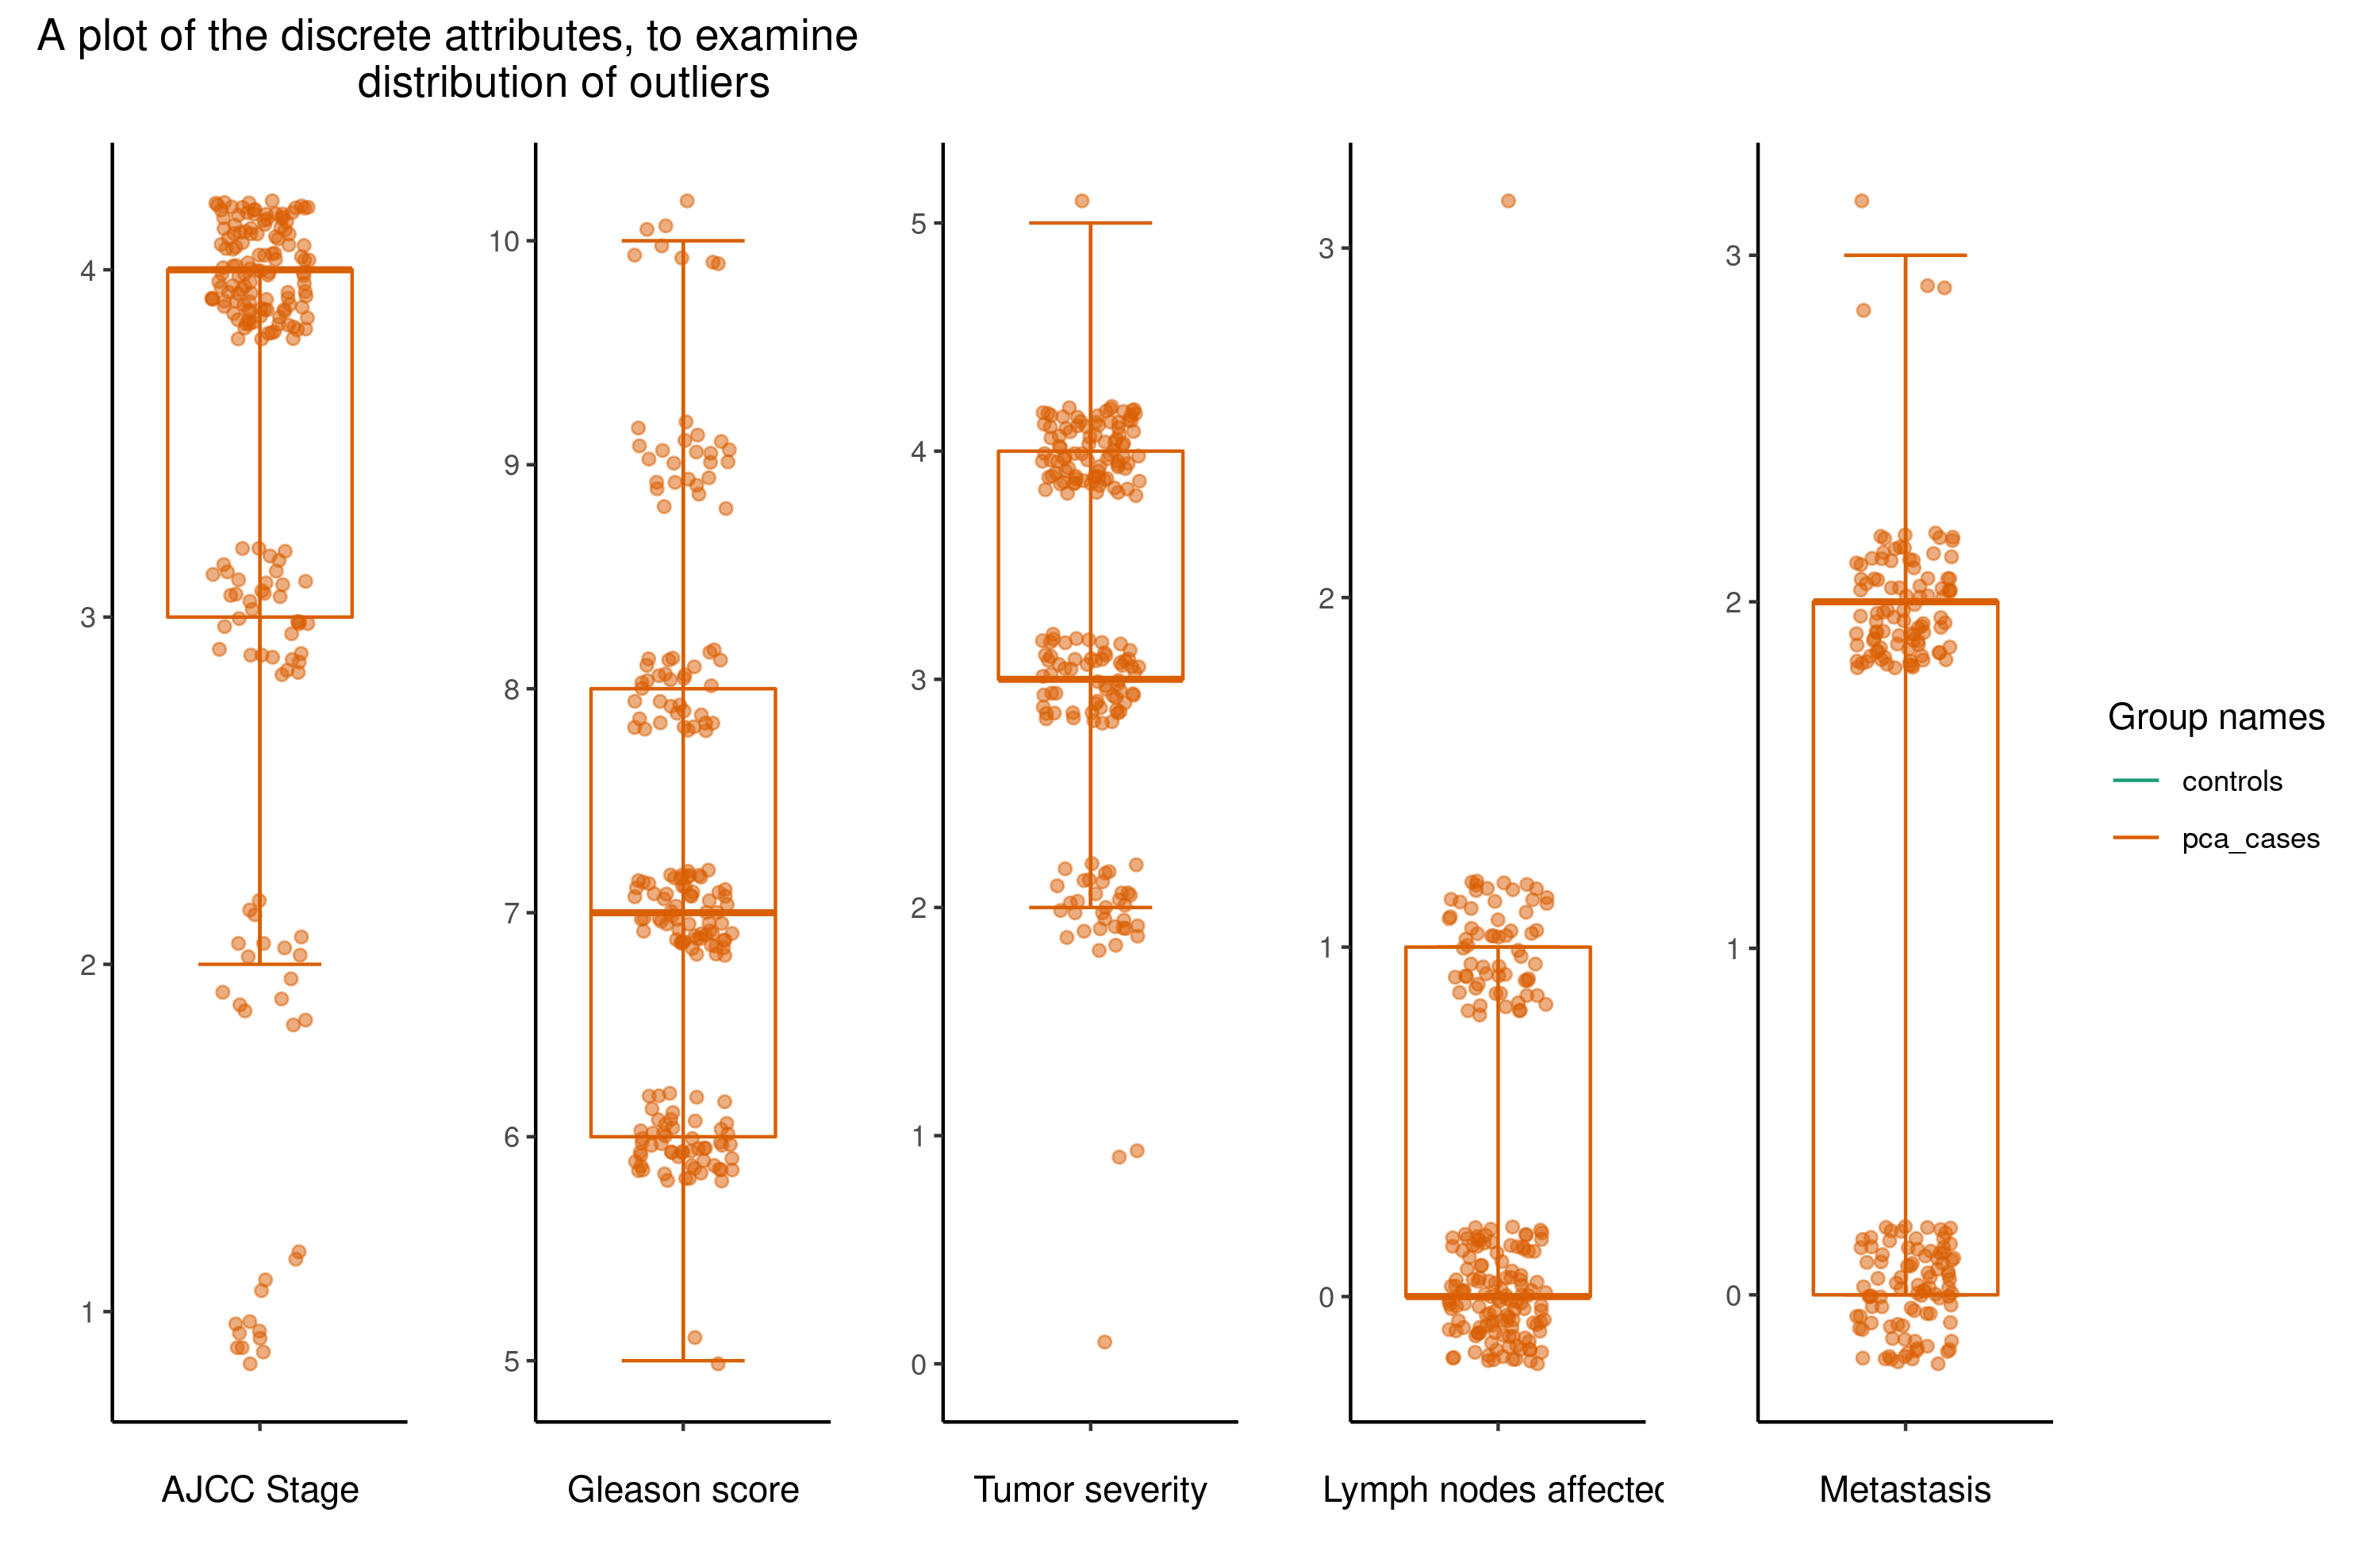 A plot of the discrete attributes, to examine
distribution of outliers
4
3
2
1
AJCC Stage
10
9
8
7
6
5
Gleason score
5
4
3
2
1
0
Tumor severity
3
2
1
0
Lymph nodes affected
3
2
1
0
Metastasis
Group names
controls
pca_cases